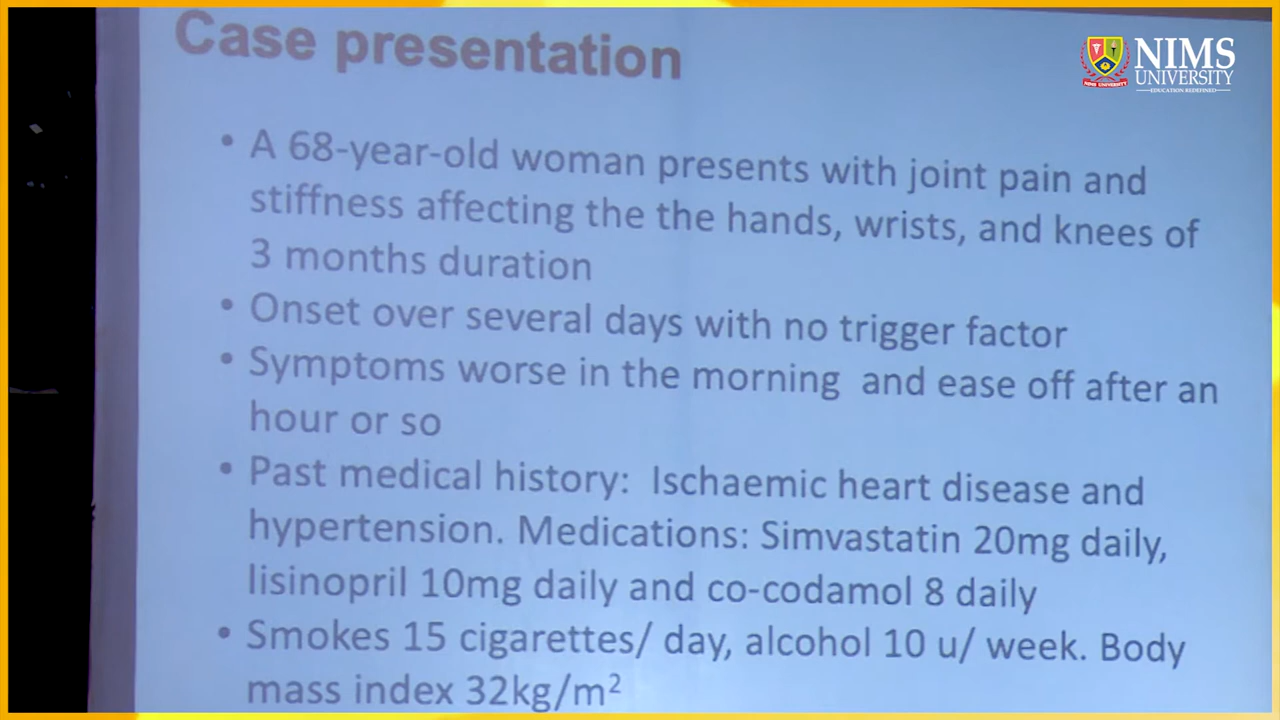 Case presentation
NIMS
UNIVERSITY
EDUCATION REDEFINED
NIMS UNIVERSITY
• A 68-year-old woman presents with joint pain and
stiffness affecting the the hands, wrists, and knees of
3 months duration
• Onset over several days with no trigger factor
• Symptoms worse in the morning and ease off after an
hour or so
• Past medical history: Ischaemic heart disease and
hypertension. Medications: Simvastatin 20mg daily,
lisinopril 10mg daily and co-codamol 8 daily
• Smokes 15 cigarettes/ day, alcohol 10 u/ week. Body
mass index 32kg/m²